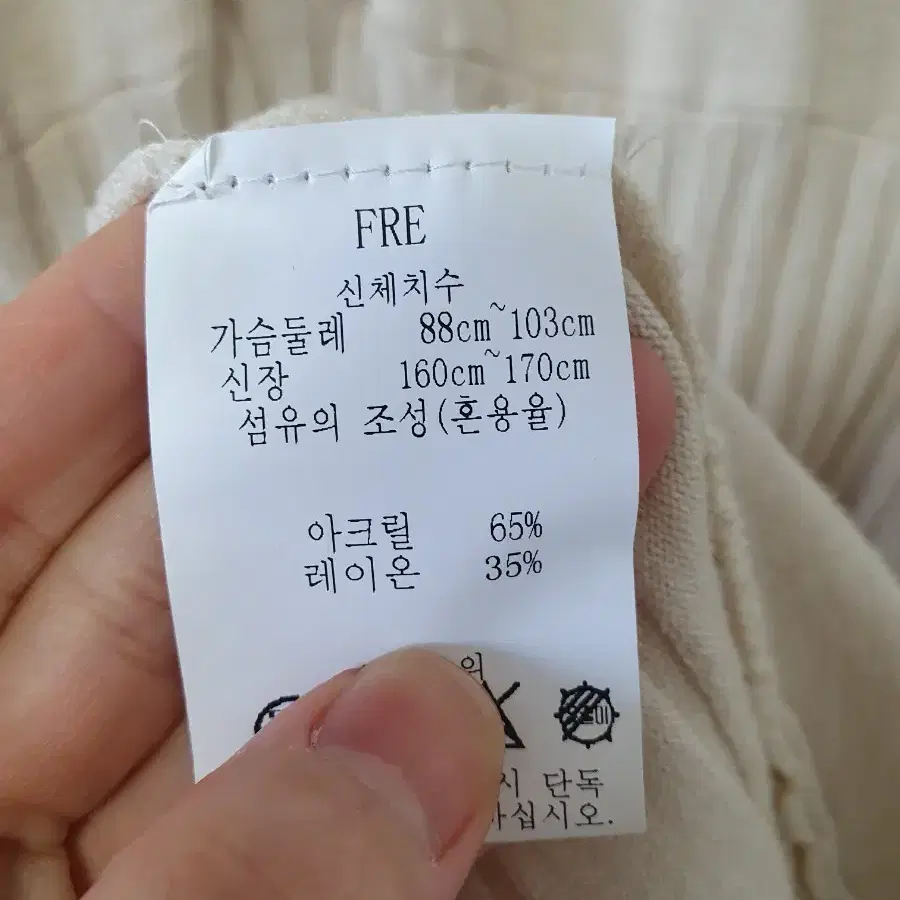 FRE
신체치수
가슴둘레 88cm~103cm
신장 160cm~170cm
섬유의 조성(혼용율)
아크릴 65%
레이온 35%
시 단독
마십시오.